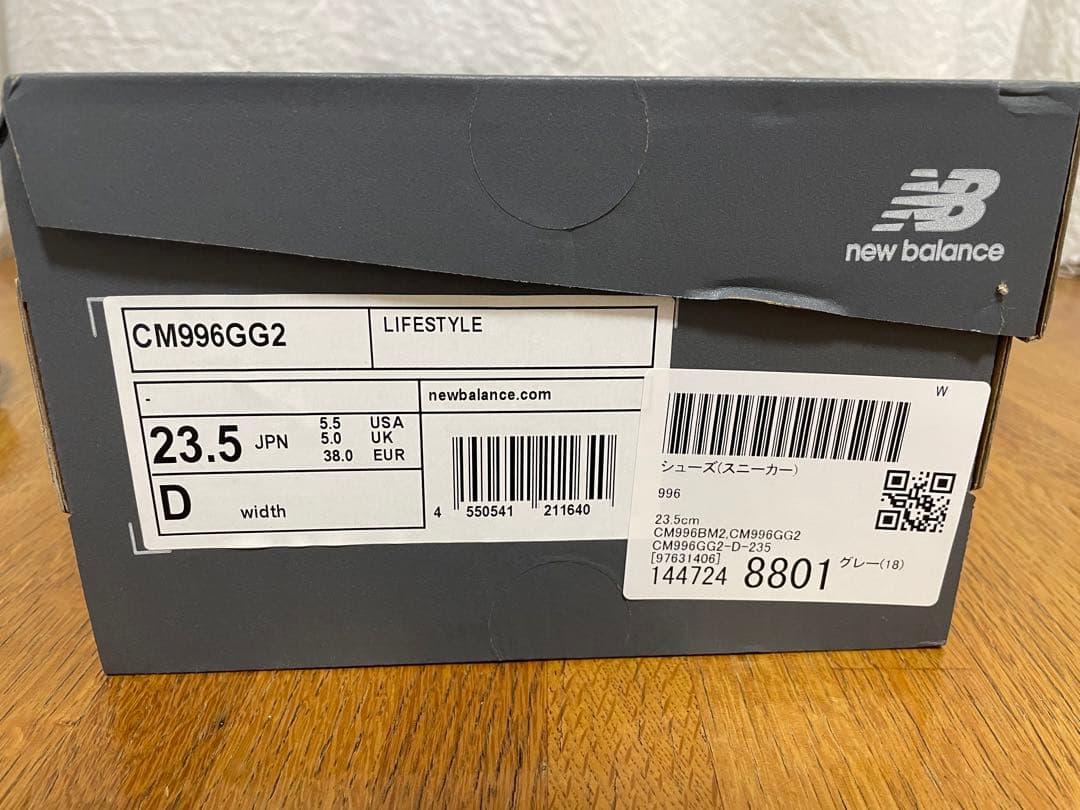 new balance
CM996GG2
LIFESTYLE
-
newbalance.com
23.5 JPN
5.5 USA
5.0 UK
38.0 EUR
D width
4 550541 211640
W
シューズ(スニーカー)
996
23.5cm
CM996BM2,CM996GG2
CM996GG2-D-235
[97631406]
144724 8801 グレー(18)